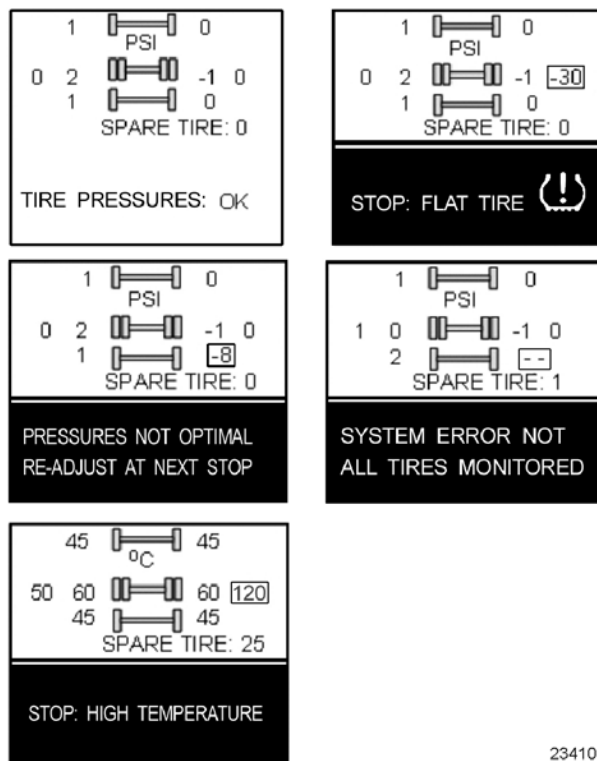 1 0
PSI
0 2 -1 0
1 0
SPARE TIRE: 0
TIRE PRESSURES: OK
1 0
PSI
0 2 -1 -30
1 0
SPARE TIRE: 0
STOP: FLAT TIRE (!)
1 0
PSI
0 2 -1 0
1 -8
SPARE TIRE: 0
PRESSURES NOT OPTIMAL
RE-ADJUST AT NEXT STOP
1 0
PSI
1 0 -1 0
2 --
SPARE TIRE: 1
SYSTEM ERROR NOT
ALL TIRES MONITORED
45 45
ºC
50 60 60 120
45 45
SPARE TIRE: 25
STOP: HIGH TEMPERATURE
23410